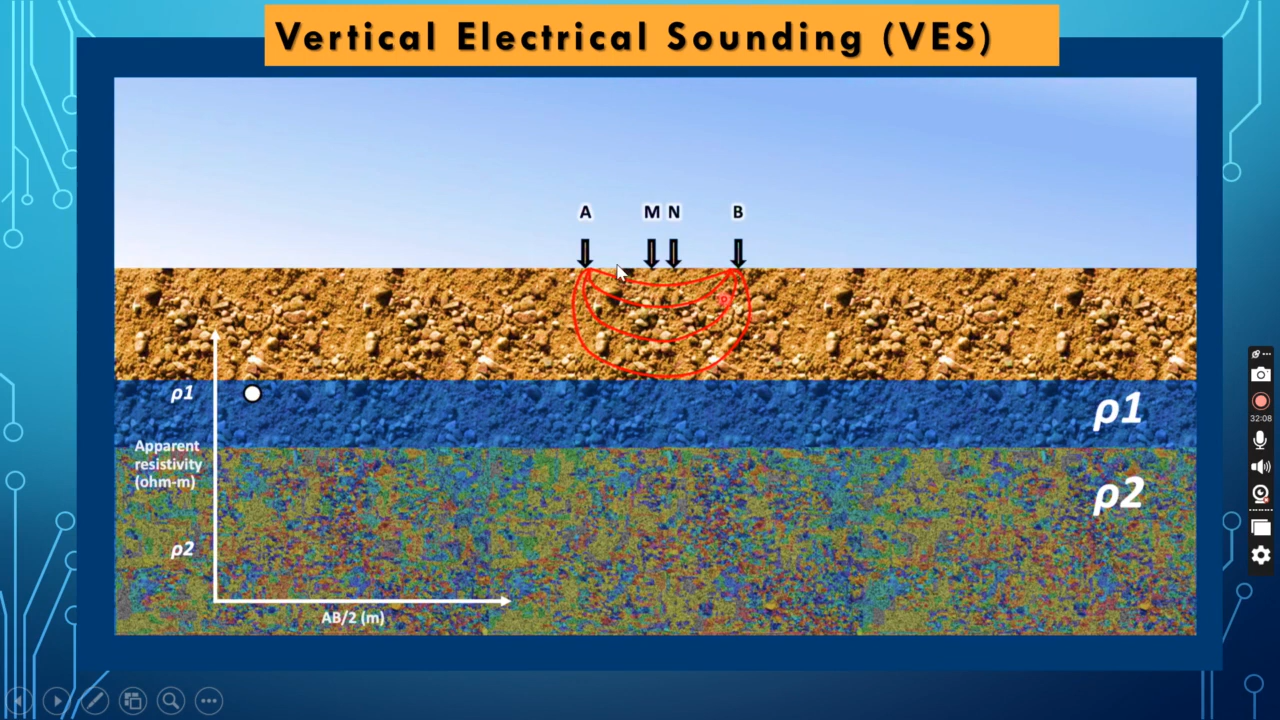 Vertical Electrical Sounding (VES)
A M N B
ρ1
ρ1
Apparent
resistivity
(ohm-m)
ρ2
ρ2
AB/2 (m)
32:08